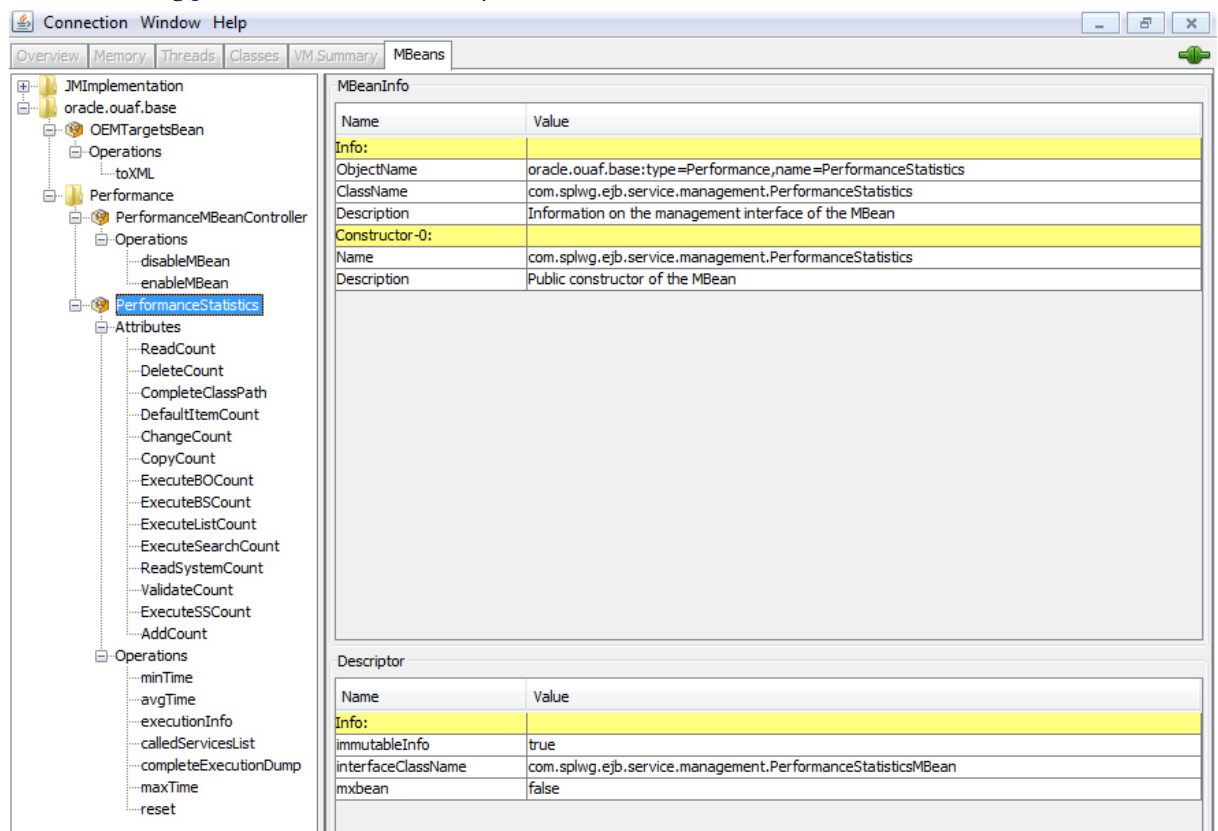 Connection Window Help
Overview Memory Threads Classes VM Summary MBeans
JMImplementation
oracle.ouaf.base
OEMTargetsBean
Operations
toXML
Performance
PerformanceMBeanController
Operations
disableMBean
enableMBean
PerformanceStatistics
Attributes
ReadCount
DeleteCount
CompleteClassPath
DefaultItemCount
ChangeCount
CopyCount
ExecuteBOCount
ExecuteBSCount
ExecuteListCount
ExecuteSearchCount
ReadSystemCount
ValidateCount
ExecuteSSCount
AddCount
Operations
minTime
avgTime
executionInfo
calledServicesList
completeExecutionDump
maxTime
reset
MBeanInfo
Name Value
Info:
ObjectName oracle.ouaf.base:type=Performance,name=PerformanceStatistics
ClassName com.splwg.ejb.service.management.PerformanceStatistics
Description Information on the management interface of the MBean
Constructor-0:
Name com.splwg.ejb.service.management.PerformanceStatistics
Description Public constructor of the MBean
Descriptor
Name Value
Info:
immutableInfo true
interfaceClassName com.splwg.ejb.service.management.PerformanceStatisticsMBean
mxbean false